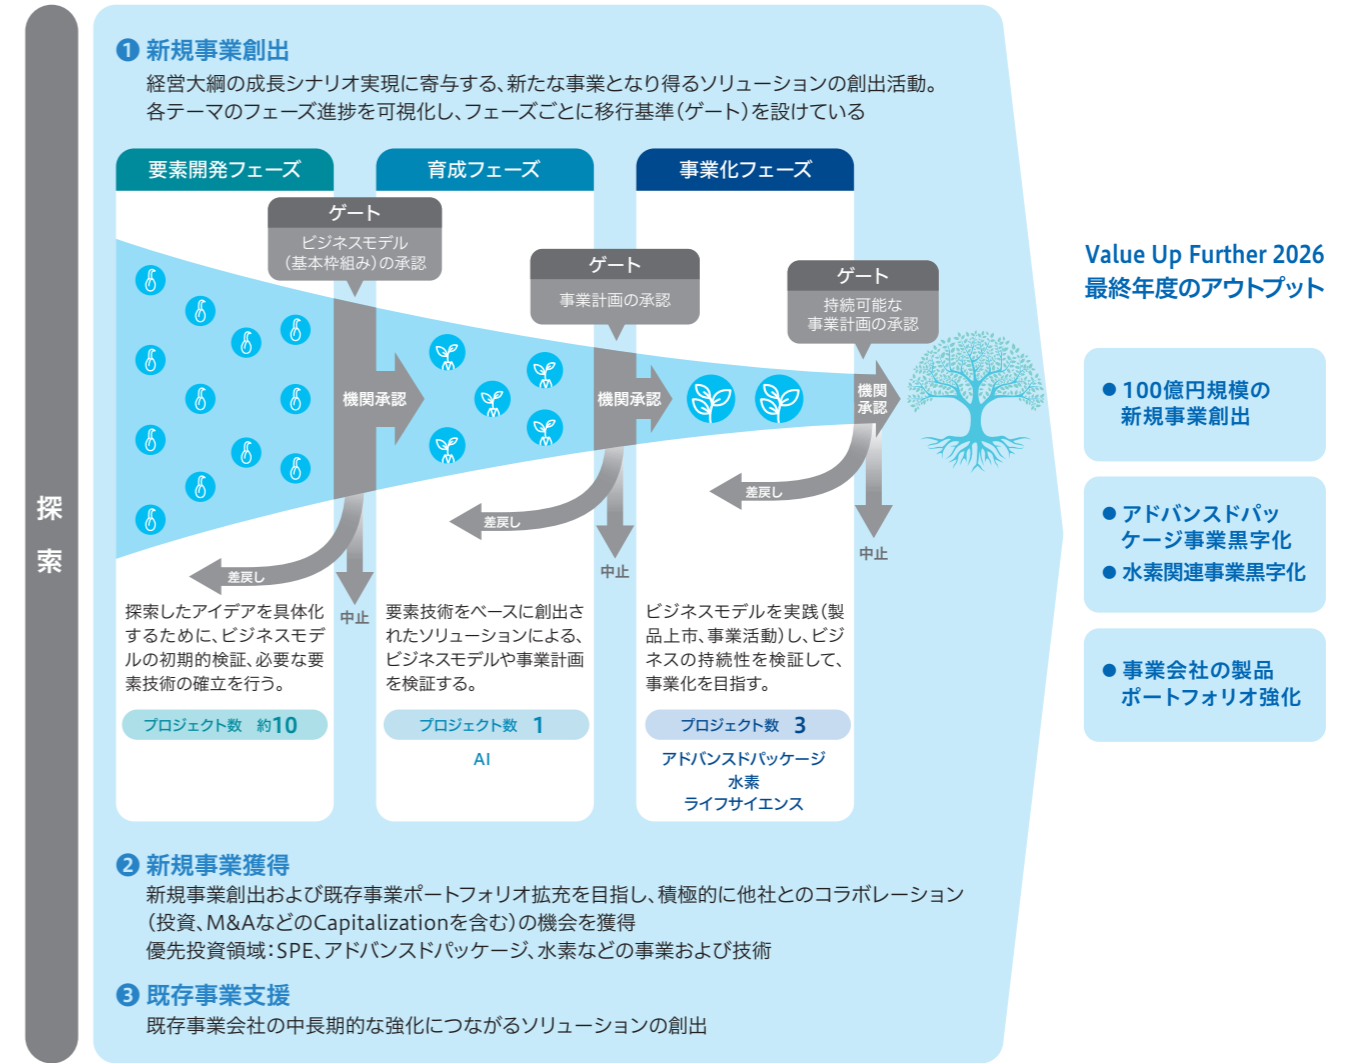 探索
❶ 新規事業創出
経営大綱の成長シナリオ実現に寄与する、新たな事業となり得るソリューションの創出活動。
各テーマのフェーズ進捗を可視化し、フェーズごとに移行基準（ゲート）を設けている
要素開発フェーズ
ゲート
ビジネスモデル
（基本枠組み）の承認
機関承認
差戻し
中止
探索したアイデアを具体化
するために、ビジネスモデ
ルの初期的検証、必要な要
素技術の確立を行う。
プロジェクト数 約10
育成フェーズ
ゲート
事業計画の承認
機関承認
差戻し
中止
要素技術をベースに創出さ
れたソリューションによる、
ビジネスモデルや事業計画
を検証する。
プロジェクト数 1
AI
事業化フェーズ
ゲート
持続可能な
事業計画の承認
機関
承認
差戻し
中止
ビジネスモデルを実践（製
品上市、事業活動）し、ビジ
ネスの持続性を検証して、
事業化を目指す。
プロジェクト数 3
アドバンスドパッケージ
水素
ライフサイエンス
❷ 新規事業獲得
新規事業創出および既存事業ポートフォリオ拡充を目指し、積極的に他社とのコラボレーション
（投資、M&AなどのCapitalizationを含む）の機会を獲得
優先投資領域：SPE、アドバンスドパッケージ、水素などの事業および技術
❸ 既存事業支援
既存事業会社の中長期的な強化につながるソリューションの創出
Value Up Further 2026
最終年度のアウトプット
● 100億円規模の
新規事業創出
● アドバンスドパッ
ケージ事業黒字化
● 水素関連事業黒字化
● 事業会社の製品
ポートフォリオ強化